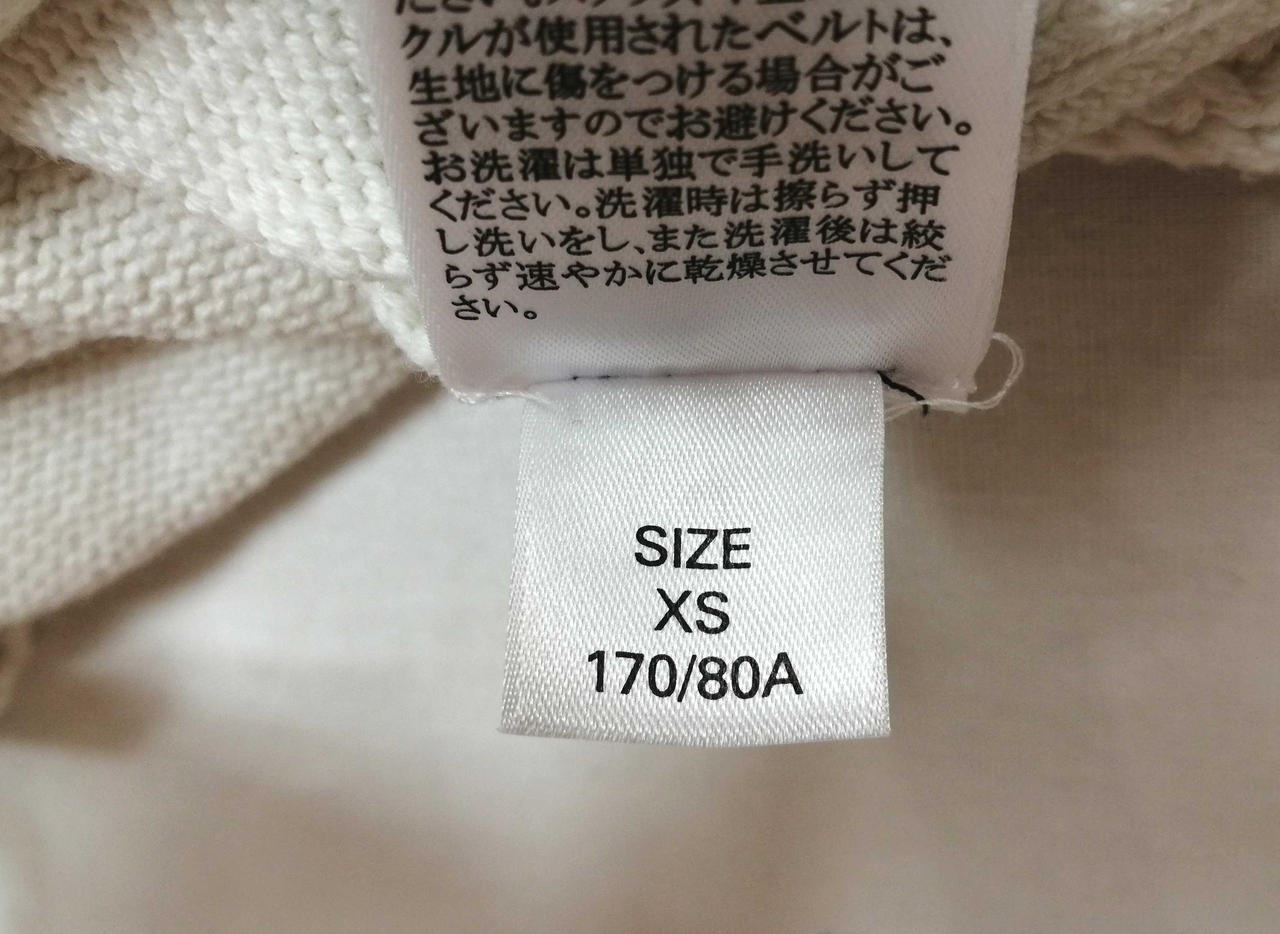 クルが使用されたベルトは、
生地に傷をつける場合がご
ざいますのでお避けください。
お洗濯は単独で手洗いして
ください。洗濯時は擦らず押
し洗いをし、また洗濯後は絞
らず速やかに乾燥させてくだ
さい。
SIZE
XS
170/80A